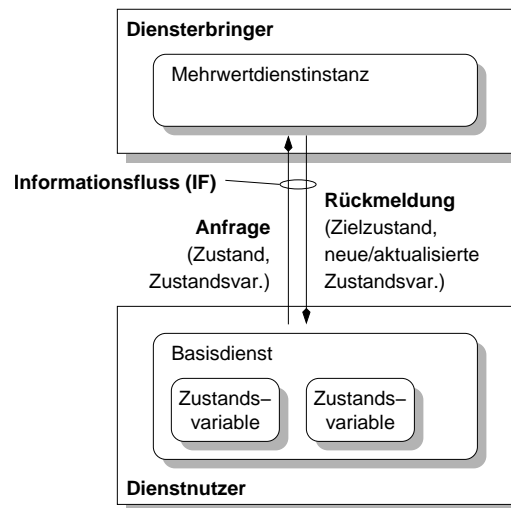 Diensterbringer
Mehrwertdienstinstanz
Informationsfluss (IF)
Anfrage
(Zustand,
Zustandsvar.)
Rückmeldung
(Zielzustand,
neue/aktualisierte
Zustandsvar.)
Basisdienst
Zustands–
variable
Zustands–
variable
Dienstnutzer